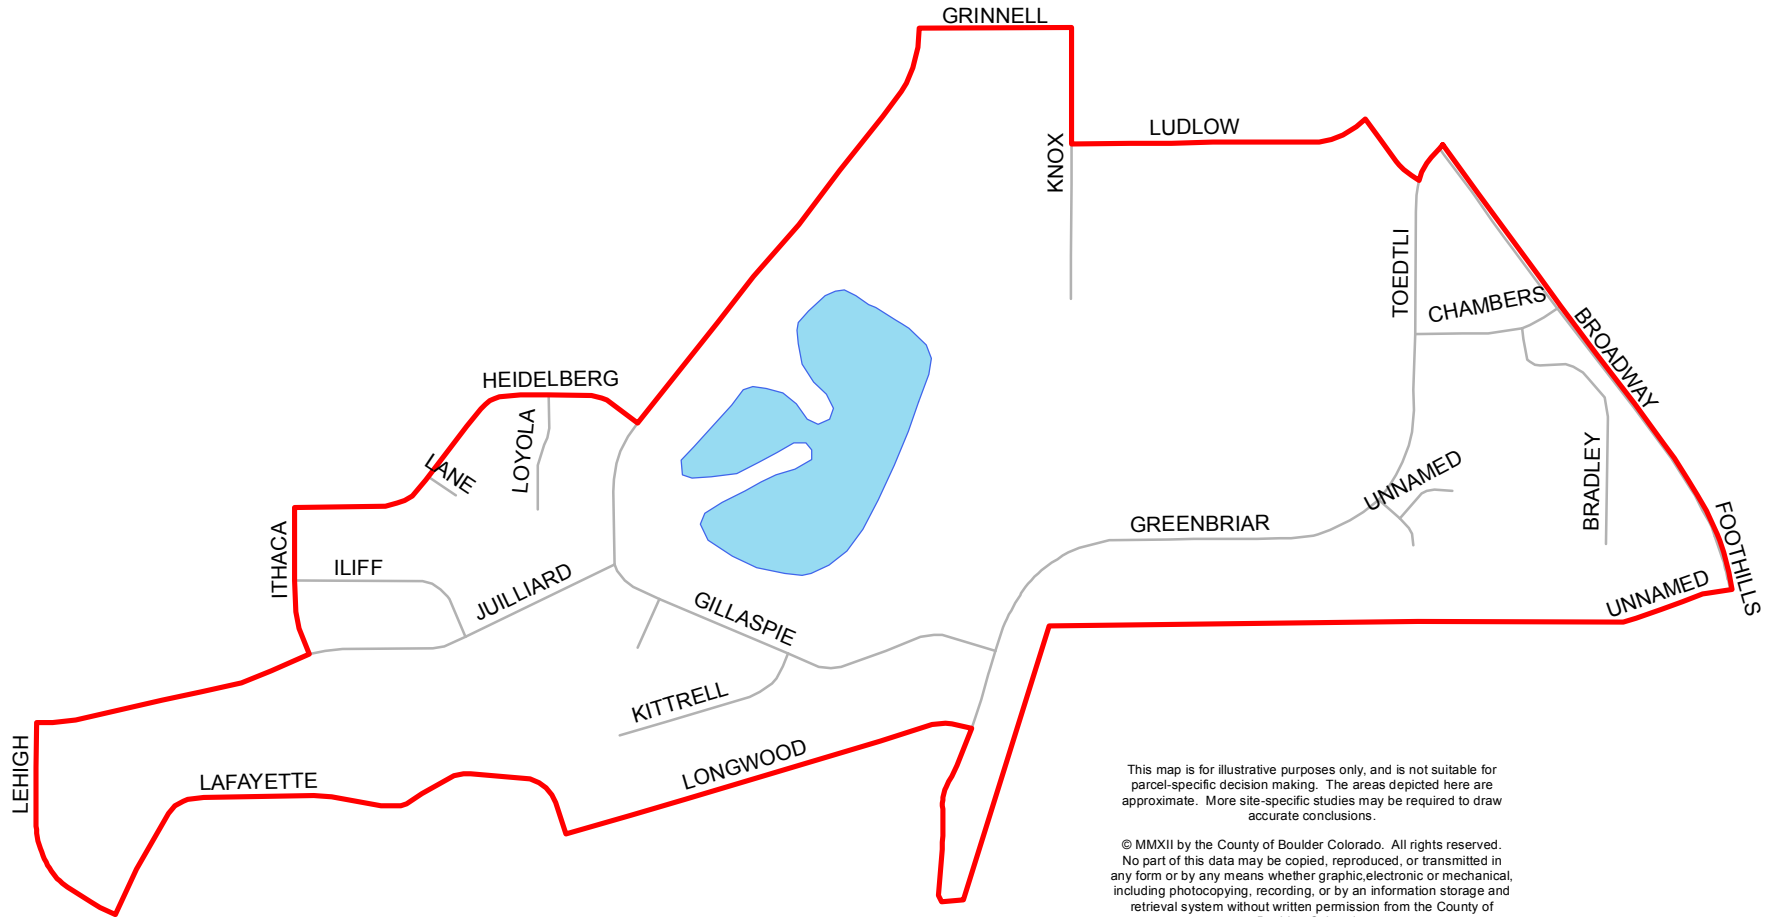 GRINNELL
LUDLOW
KNOX
TOEDTLI
CHAMBERS
BROADWAY
HEIDELBERG
LOYOLA
LANE
UNNAMED
BRADLEY
FOOTHILLS
GREENBRIAR
ITHACA
ILIFF
JUILLIARD
GILLASPIE
UNNAMED
KITTRELL
LONGWOOD
LEHIGH
LAFAYETTE
This map is for illustrative purposes only, and is not suitable for
parcel-specific decision making. The areas depicted here are
approximate. More site-specific studies may be required to draw
accurate conclusions.
© MMXII by the County of Boulder Colorado. All rights reserved.
No part of this data may be copied, reproduced, or transmitted in
any form or by any means whether graphic,electronic or mechanical,
including photocopying, recording, or by an information storage and
retrieval system without written permission from the County of